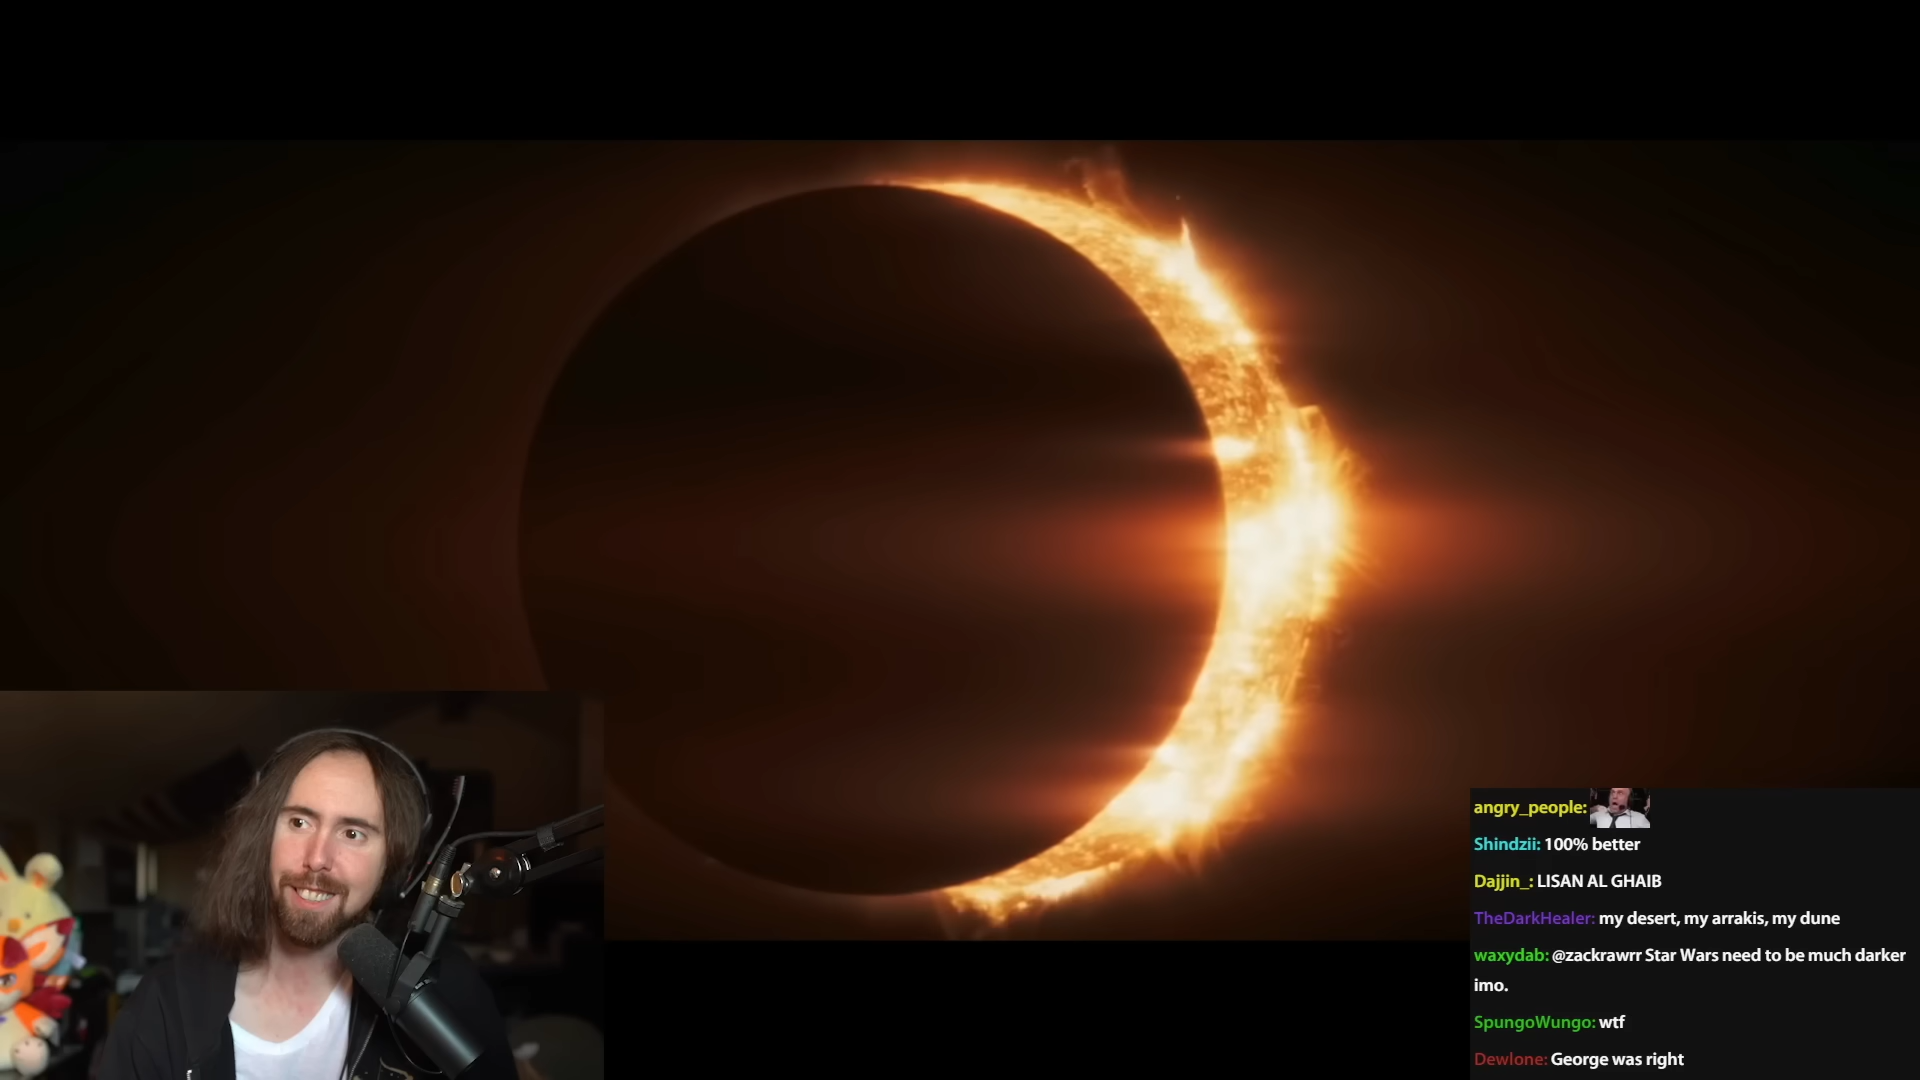 angry_people:
Shindzii: 100% better
Dajjin_: LISAN AL GHAIB
TheDarkHealer: my desert, my arrakis, my dune
waxydab: @zackrawrr Star Wars need to be much darker
imo.
SpungoWungo: wtf
Dewlone: George was right